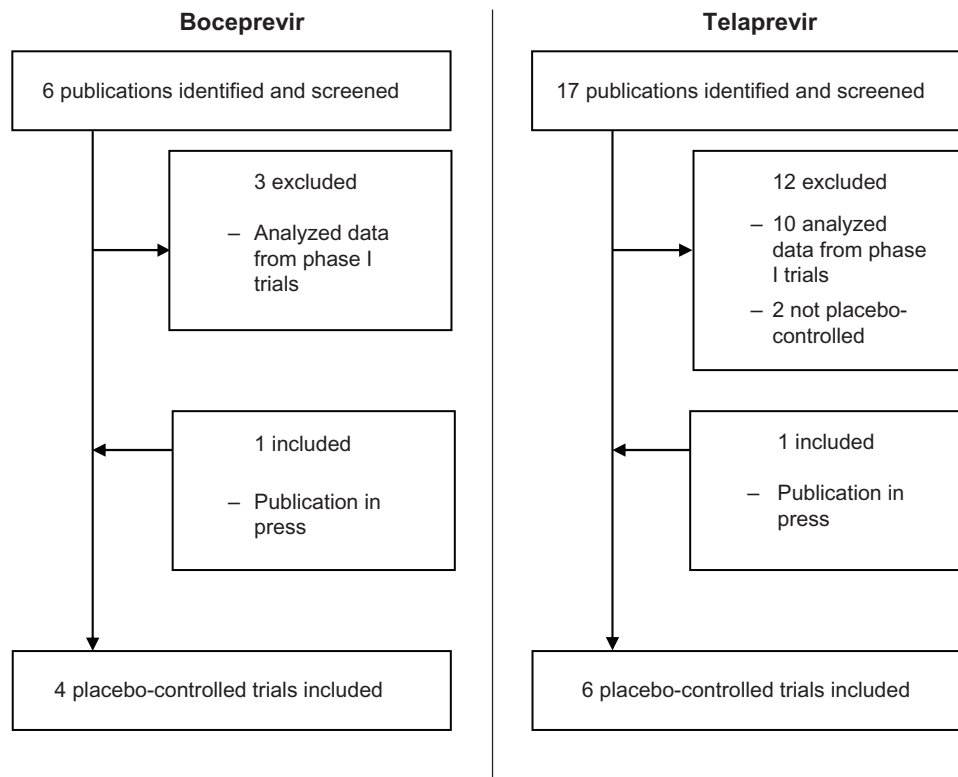 Boceprevir
6 publications identified and screened
3 excluded
– Analyzed data
from phase I
trials
1 included
– Publication in
press
4 placebo-controlled trials included
Telaprevir
17 publications identified and screened
12 excluded
– 10 analyzed
data from phase
I trials
– 2 not placebo-
controlled
1 included
– Publication in
press
6 placebo-controlled trials included